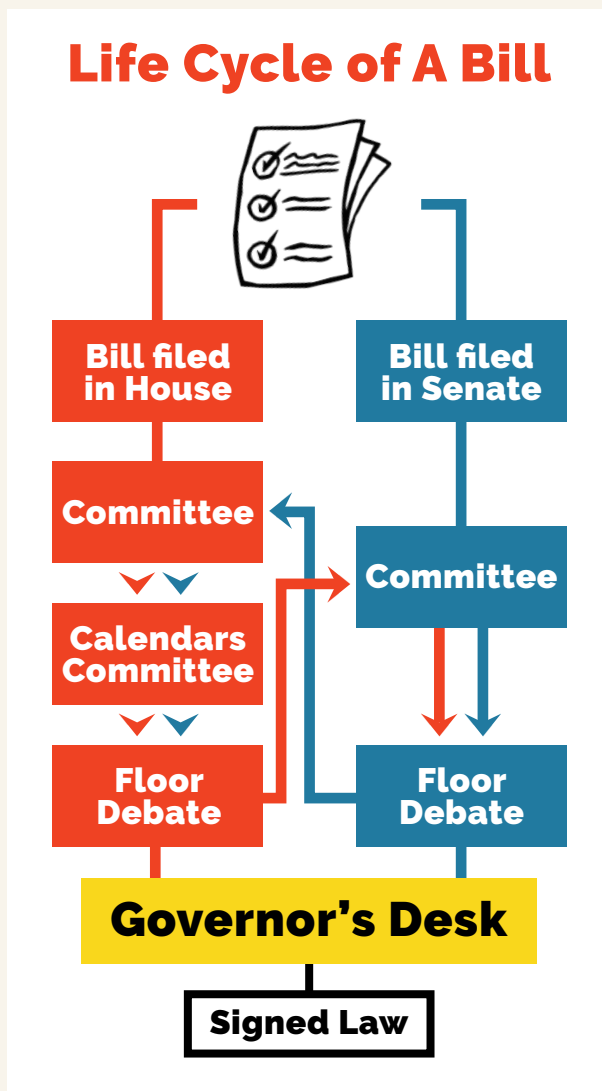 Life Cycle of A Bill
Bill filed
in House
Committee
Calendars
Committee
Floor
Debate
Bill filed
in Senate
Committee
Floor
Debate
Governor’s Desk
Signed Law